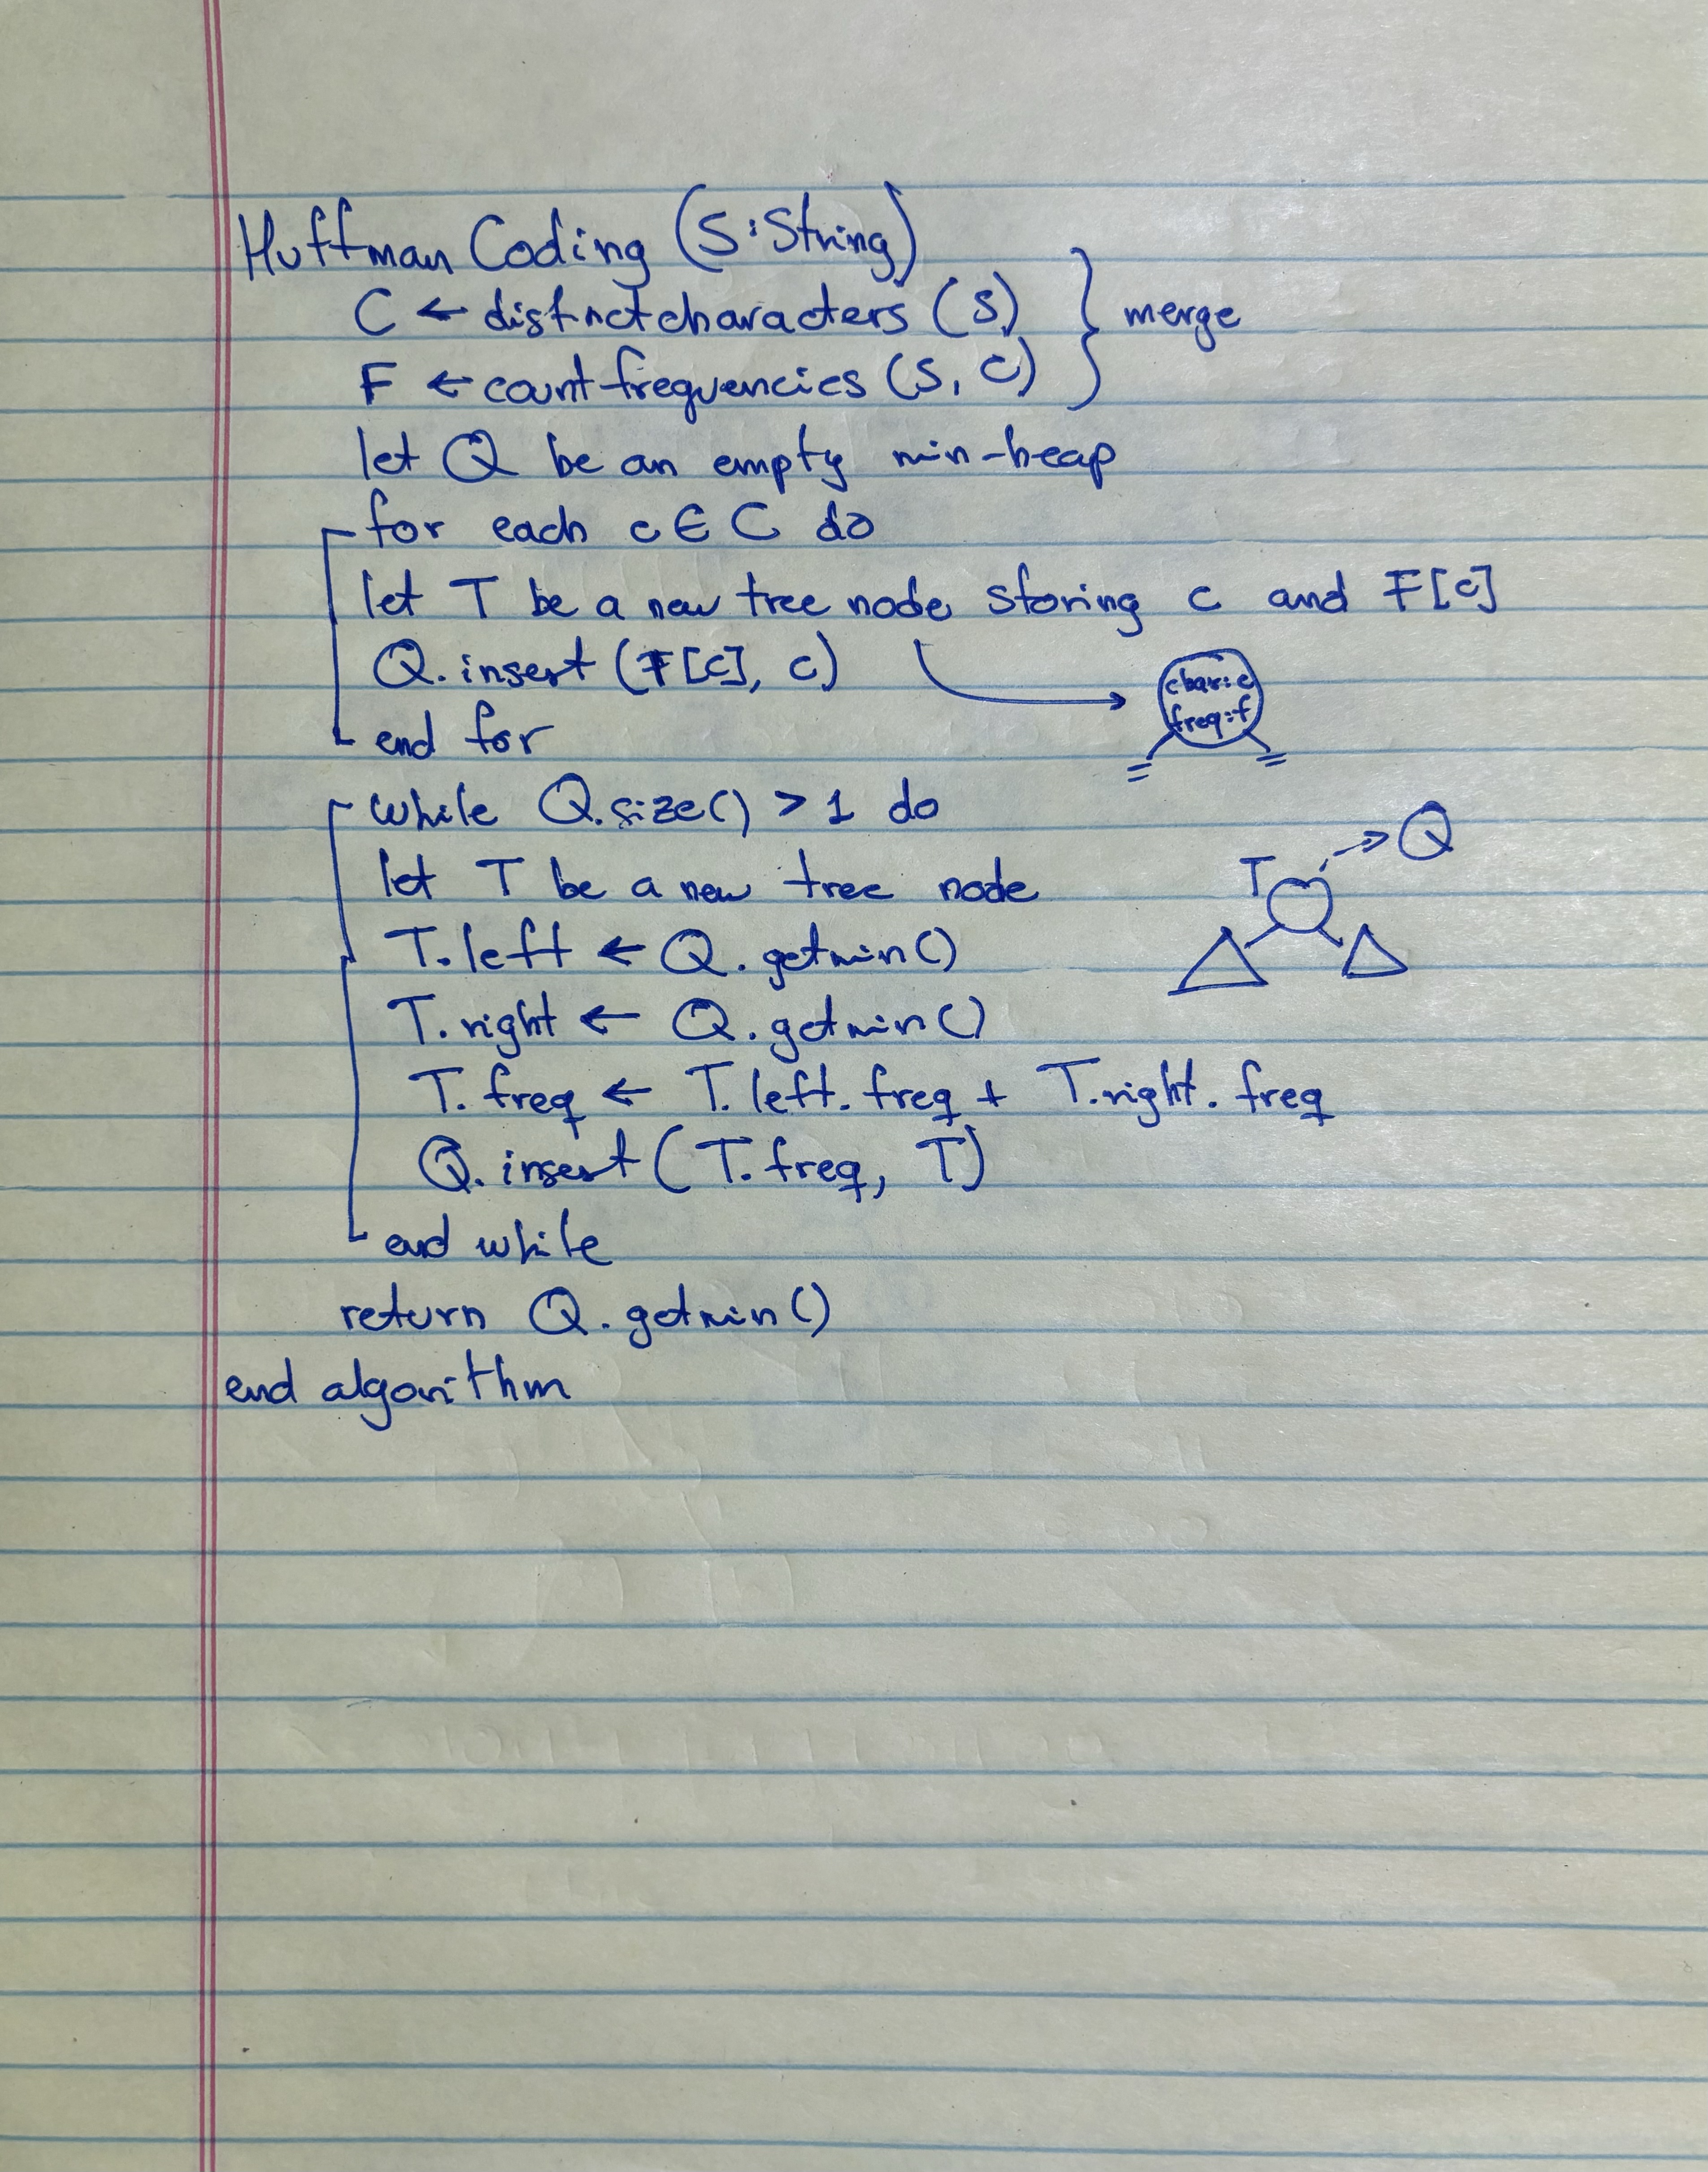 Huffman Coding (S:String)
C ← distinctcharacters (S)
F ← countfrequencies (S, C)
} merge
let Q be an empty min-heap
for each c ∈ C do
let T be a new tree node storing c and F[c]
Q.insert (F[c], c)
char:c
freq:f
end for
while Q.size() > 1 do
let T be a new tree node
T → Q
T.left ← Q.getmin()
T.right ← Q.getmin()
T.freq ← T.left.freq + T.right.freq
Q.insert (T.freq, T)
end while
return Q.getmin()
end algorithm